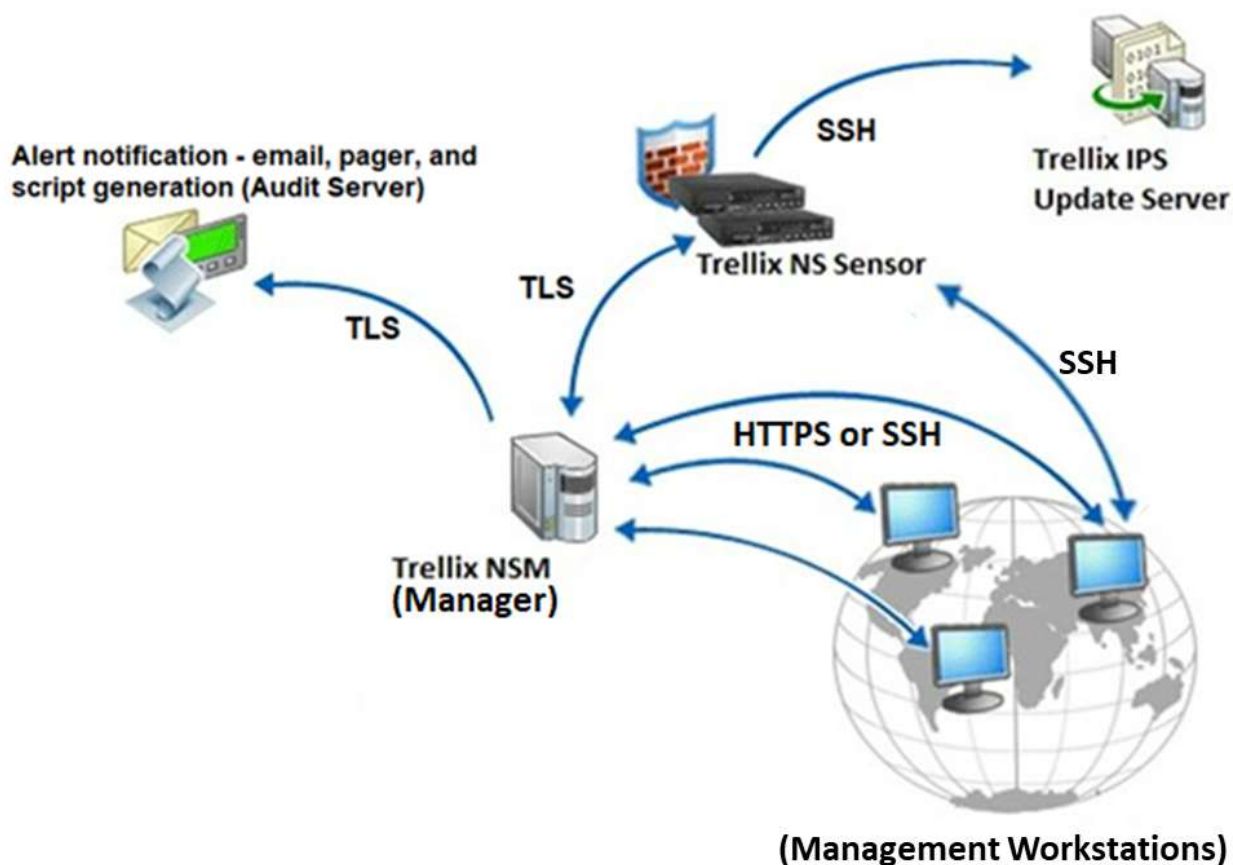 Alert notification - email, pager, and
script generation (Audit Server)
TLS
SSH
Trellix IPS
Update Server
Trellix NS Sensor
TLS
SSH
HTTPS or SSH
Trellix NSM
(Manager)
(Management Workstations)